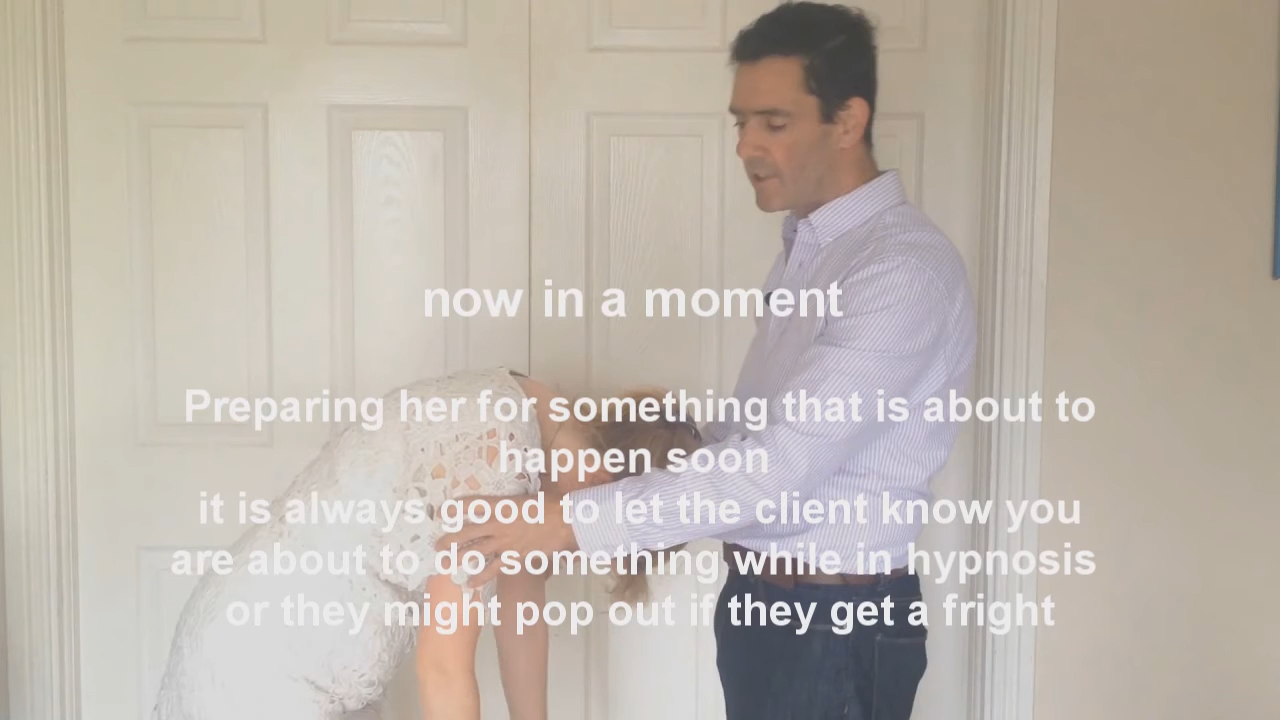 now in a moment
Preparing her for something that is about to
happen soon
it is always good to let the client know you
are about to do something while in hypnosis
or they might pop out if they get a fright